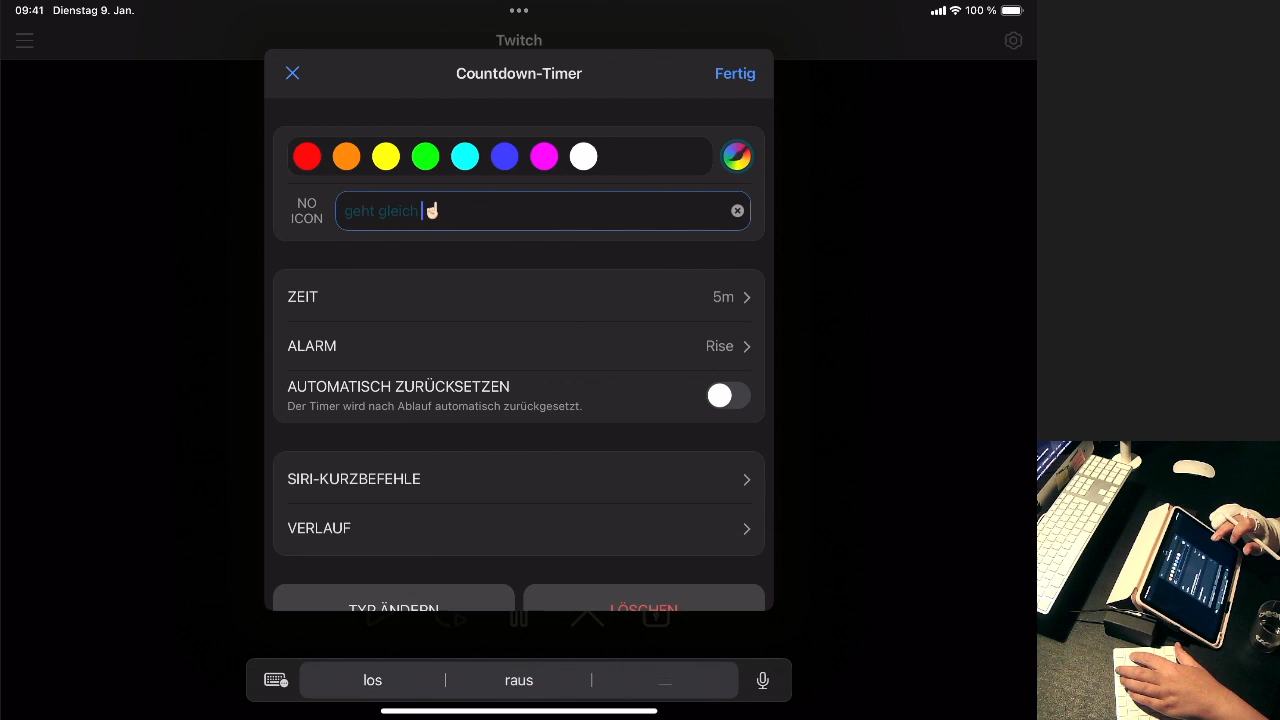 09:41 Dienstag 9. Jan.
100 %
Twitch
Countdown-Timer
Fertig
NO
ICON
geht gleich ☝🏻
ZEIT
5m
ALARM
Rise
AUTOMATISCH ZURÜCKSETZEN
Der Timer wird nach Ablauf automatisch zurückgesetzt.
SIRI-KURZBEFEHLE
VERLAUF
TYP ÄNDERN
LÖSCHEN
los
raus